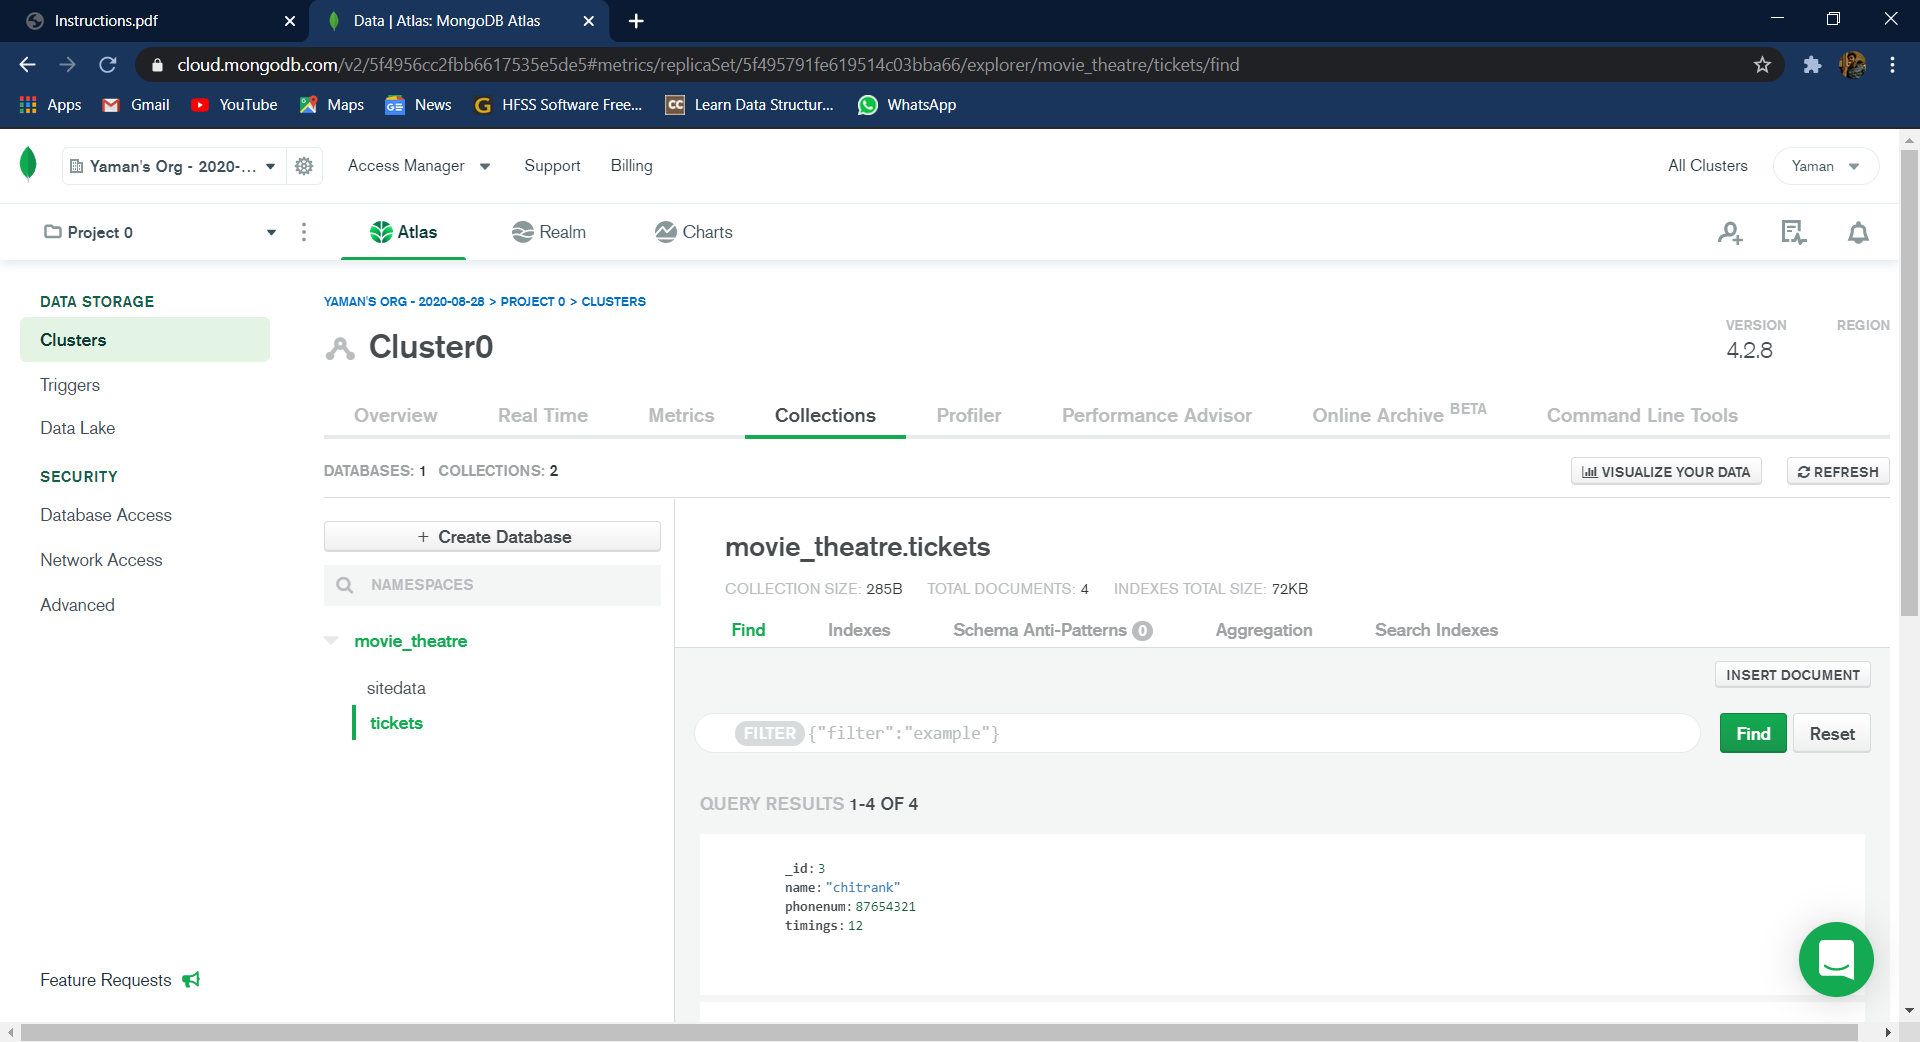 Instructions.pdf
Data | Atlas: MongoDB Atlas
cloud.mongodb.com/v2/5f4956cc2fbb6617535e5de5#metrics/replicaSet/5f495791fe619514c03bba66/explorer/movie_theatre/tickets/find
Apps Gmail YouTube Maps News HFSS Software Free... Learn Data Structur... WhatsApp
Yaman's Org - 2020-... Access Manager Support Billing All Clusters Yaman
Project 0 Atlas Realm Charts
DATA STORAGE
Clusters
Triggers
Data Lake
SECURITY
Database Access
Network Access
Advanced
Feature Requests
YAMAN'S ORG - 2020-08-28 > PROJECT 0 > CLUSTERS
Cluster0
VERSION REGION
4.2.8
Overview Real Time Metrics Collections Profiler Performance Advisor Online Archive BETA Command Line Tools
DATABASES: 1 COLLECTIONS: 2 VISUALIZE YOUR DATA REFRESH
+ Create Database
NAMESPACES
movie_theatre
sitedata
tickets
movie_theatre.tickets
COLLECTION SIZE: 285B TOTAL DOCUMENTS: 4 INDEXES TOTAL SIZE: 72KB
Find Indexes Schema Anti-Patterns 0 Aggregation Search Indexes
INSERT DOCUMENT
FILTER {"filter":"example"} Find Reset
QUERY RESULTS 1-4 OF 4
_id: 3
name: "chitrank"
phonenum: 87654321
timings: 12